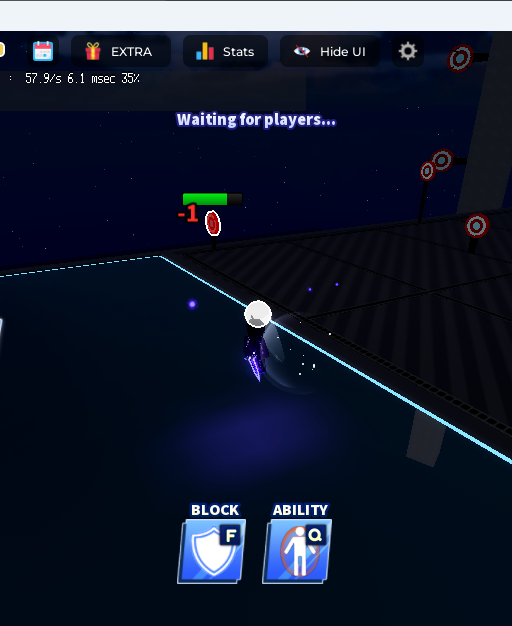 EXTRA
Stats
Hide UI
: 57.9/s 6.1 msec 35%
Waiting for players...
-1
BLOCK
ABILITY
F
Q